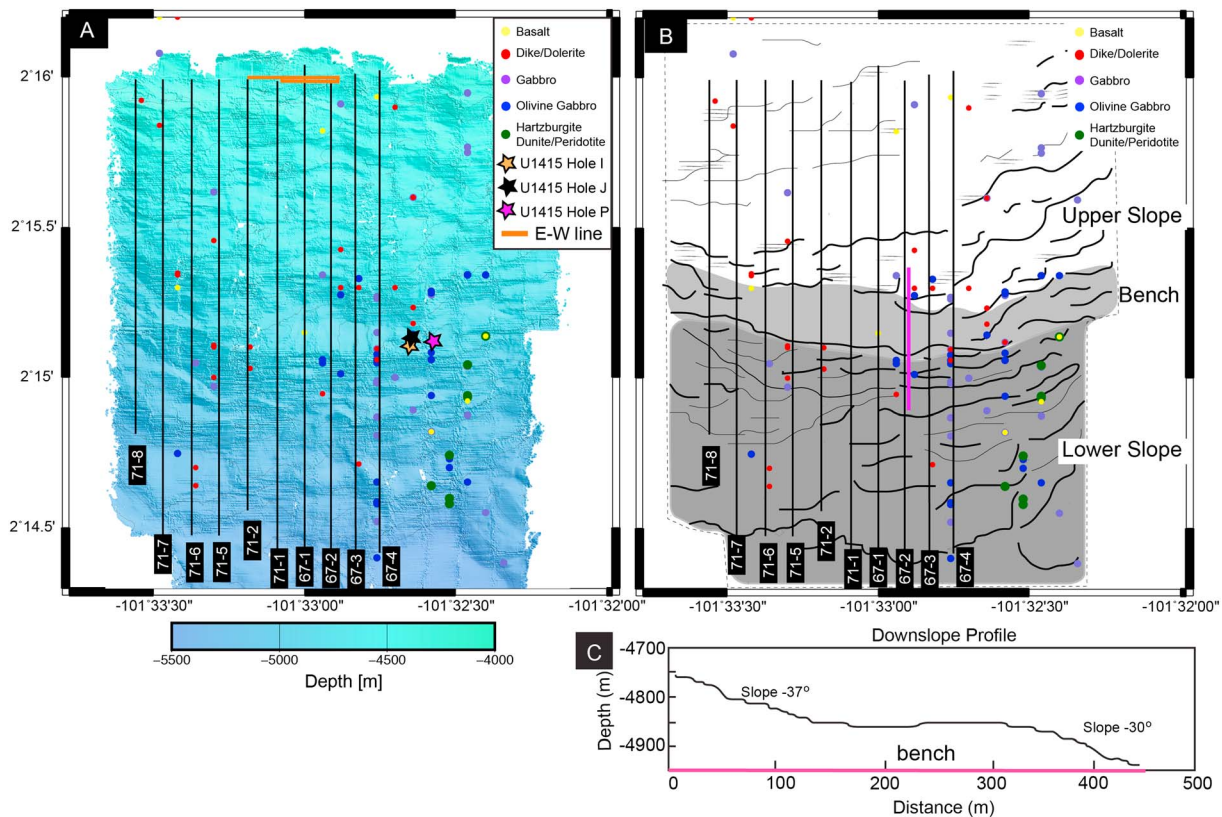 A
Basalt
Dike/Dolerite
Gabbro
Olivine Gabbro
Hartzburgite
Dunite/Peridotite
U1415 Hole I
U1415 Hole J
U1415 Hole P
E-W line
2˚16'
2˚15.5'
2˚15'
2˚14.5'
71-8
71-7
71-6
71-5
71-2
71-1
67-1
67-2
67-3
67-4
-101˚33'30"
-101˚33'00"
-101˚32'30"
-101˚32'00"
-5500
-5000
-4500
-4000
Depth [m]
B
Basalt
Dike/Dolerite
Gabbro
Olivine Gabbro
Hartzburgite
Dunite/Peridotite
Upper Slope
Bench
Lower Slope
71-8
71-7
71-6
71-5
71-2
71-1
67-1
67-2
67-3
67-4
-101˚33'30"
-101˚33'00"
-101˚32'30"
-101˚32'00"
Downslope Profile
C
-4700
-4800
-4900
Depth (m)
Slope -37°
Slope -30°
bench
0
100
200
300
400
500
Distance (m)